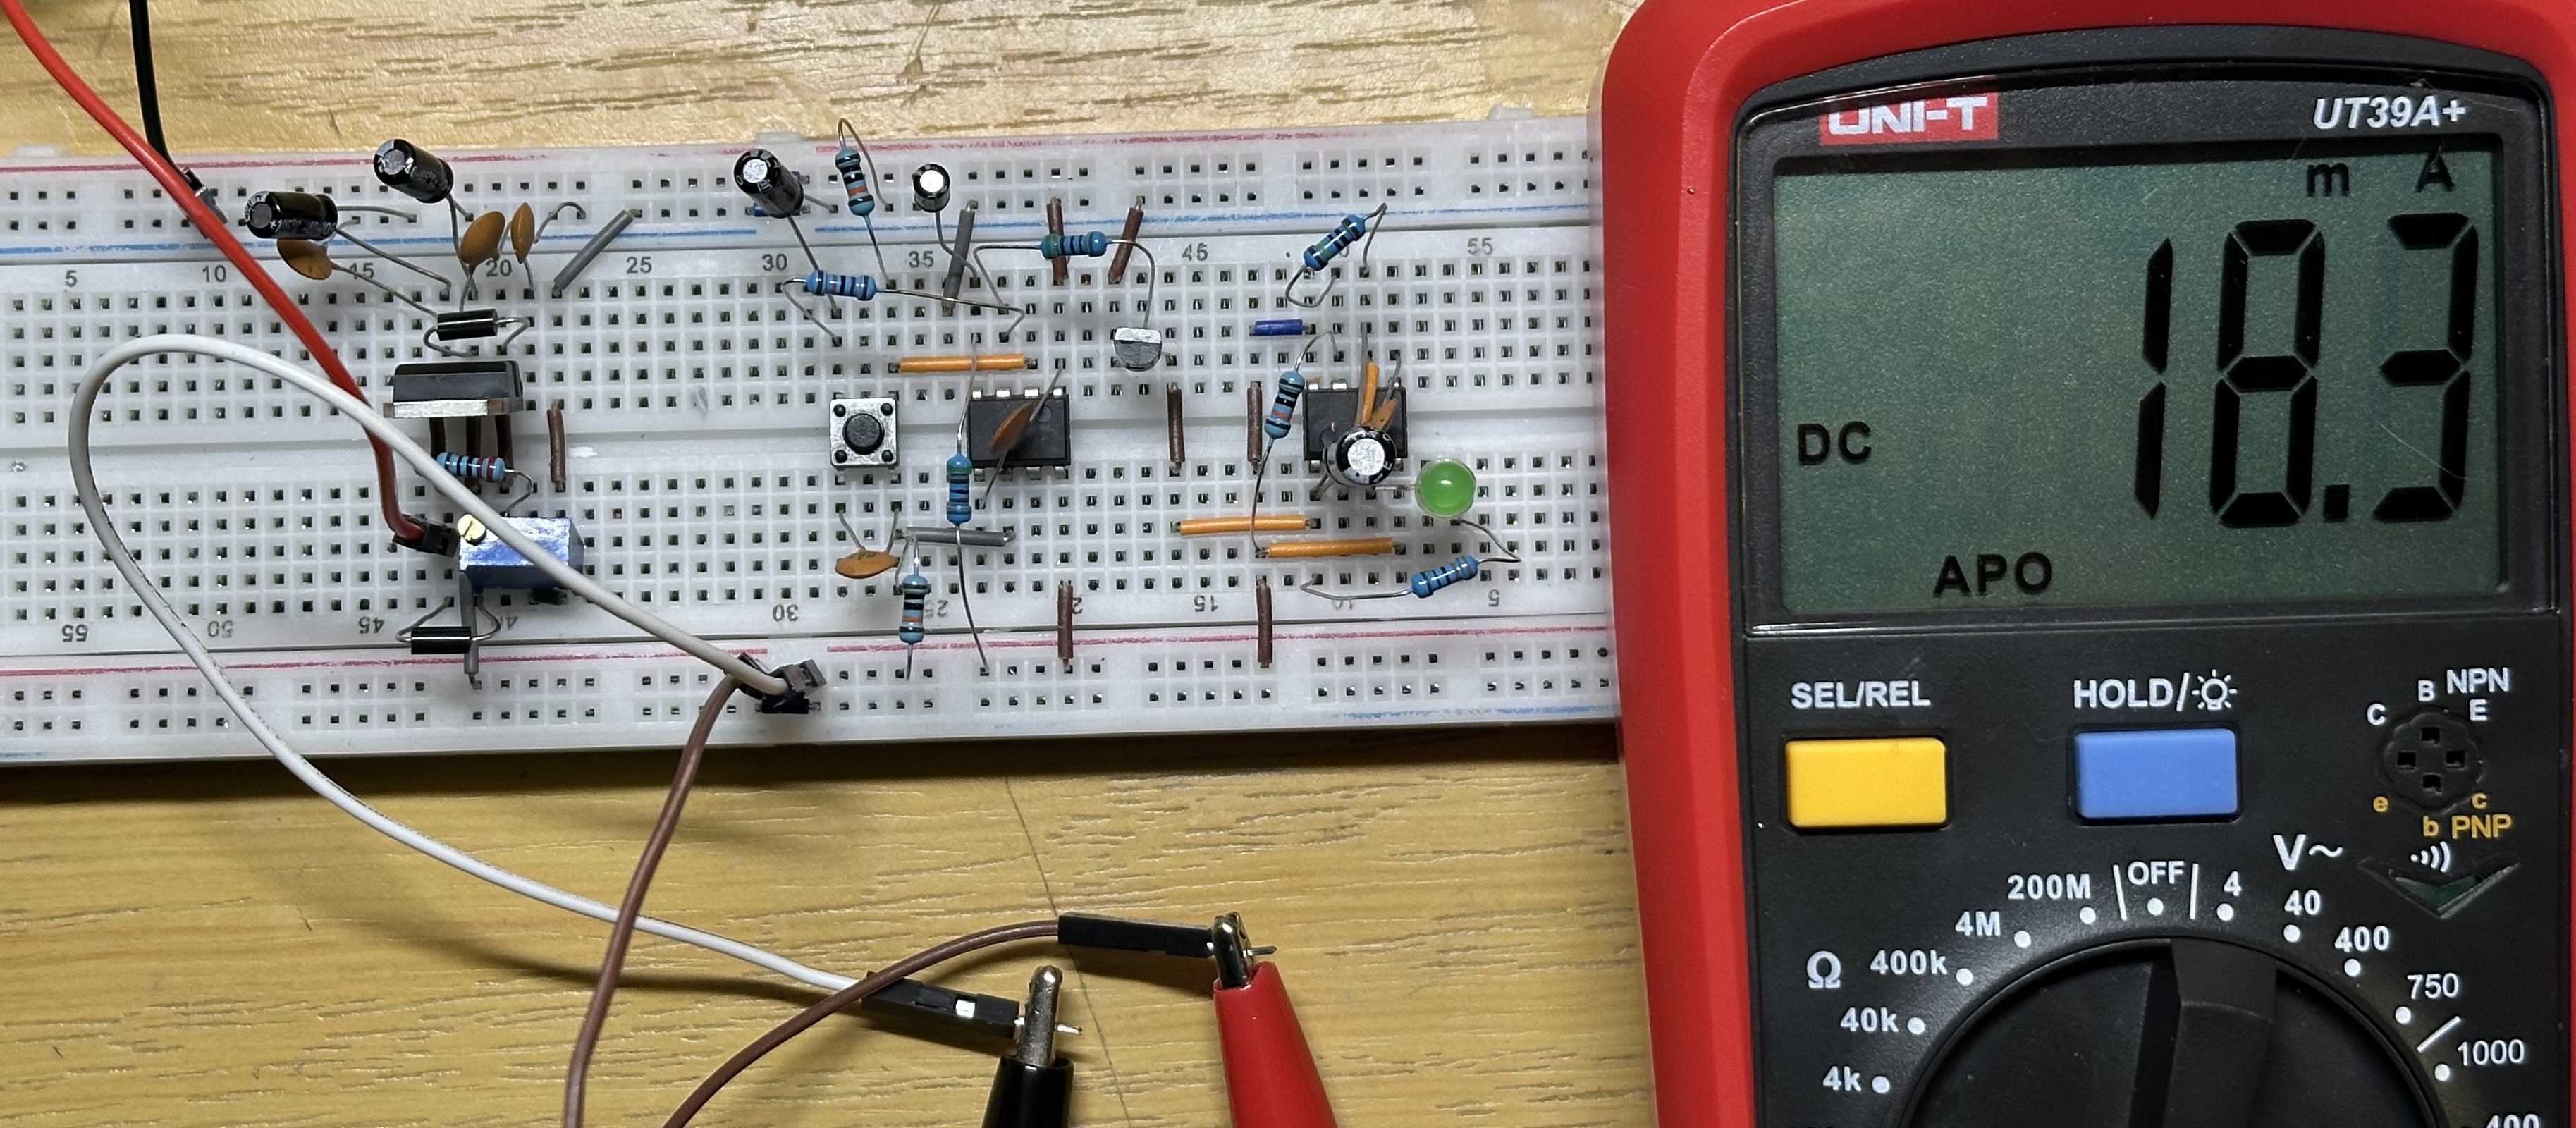 UNI-T
UT39A+
m A
DC
18.3
APO
SEL/REL
HOLD/
B NPN
C E
e c
b PNP
V~
OFF
200M
4
4M
40
Ω 400k
400
40k
750
1000
4k
5 10 15 20 25 30 35 45 55
55 50 45 30 25 15 10 5